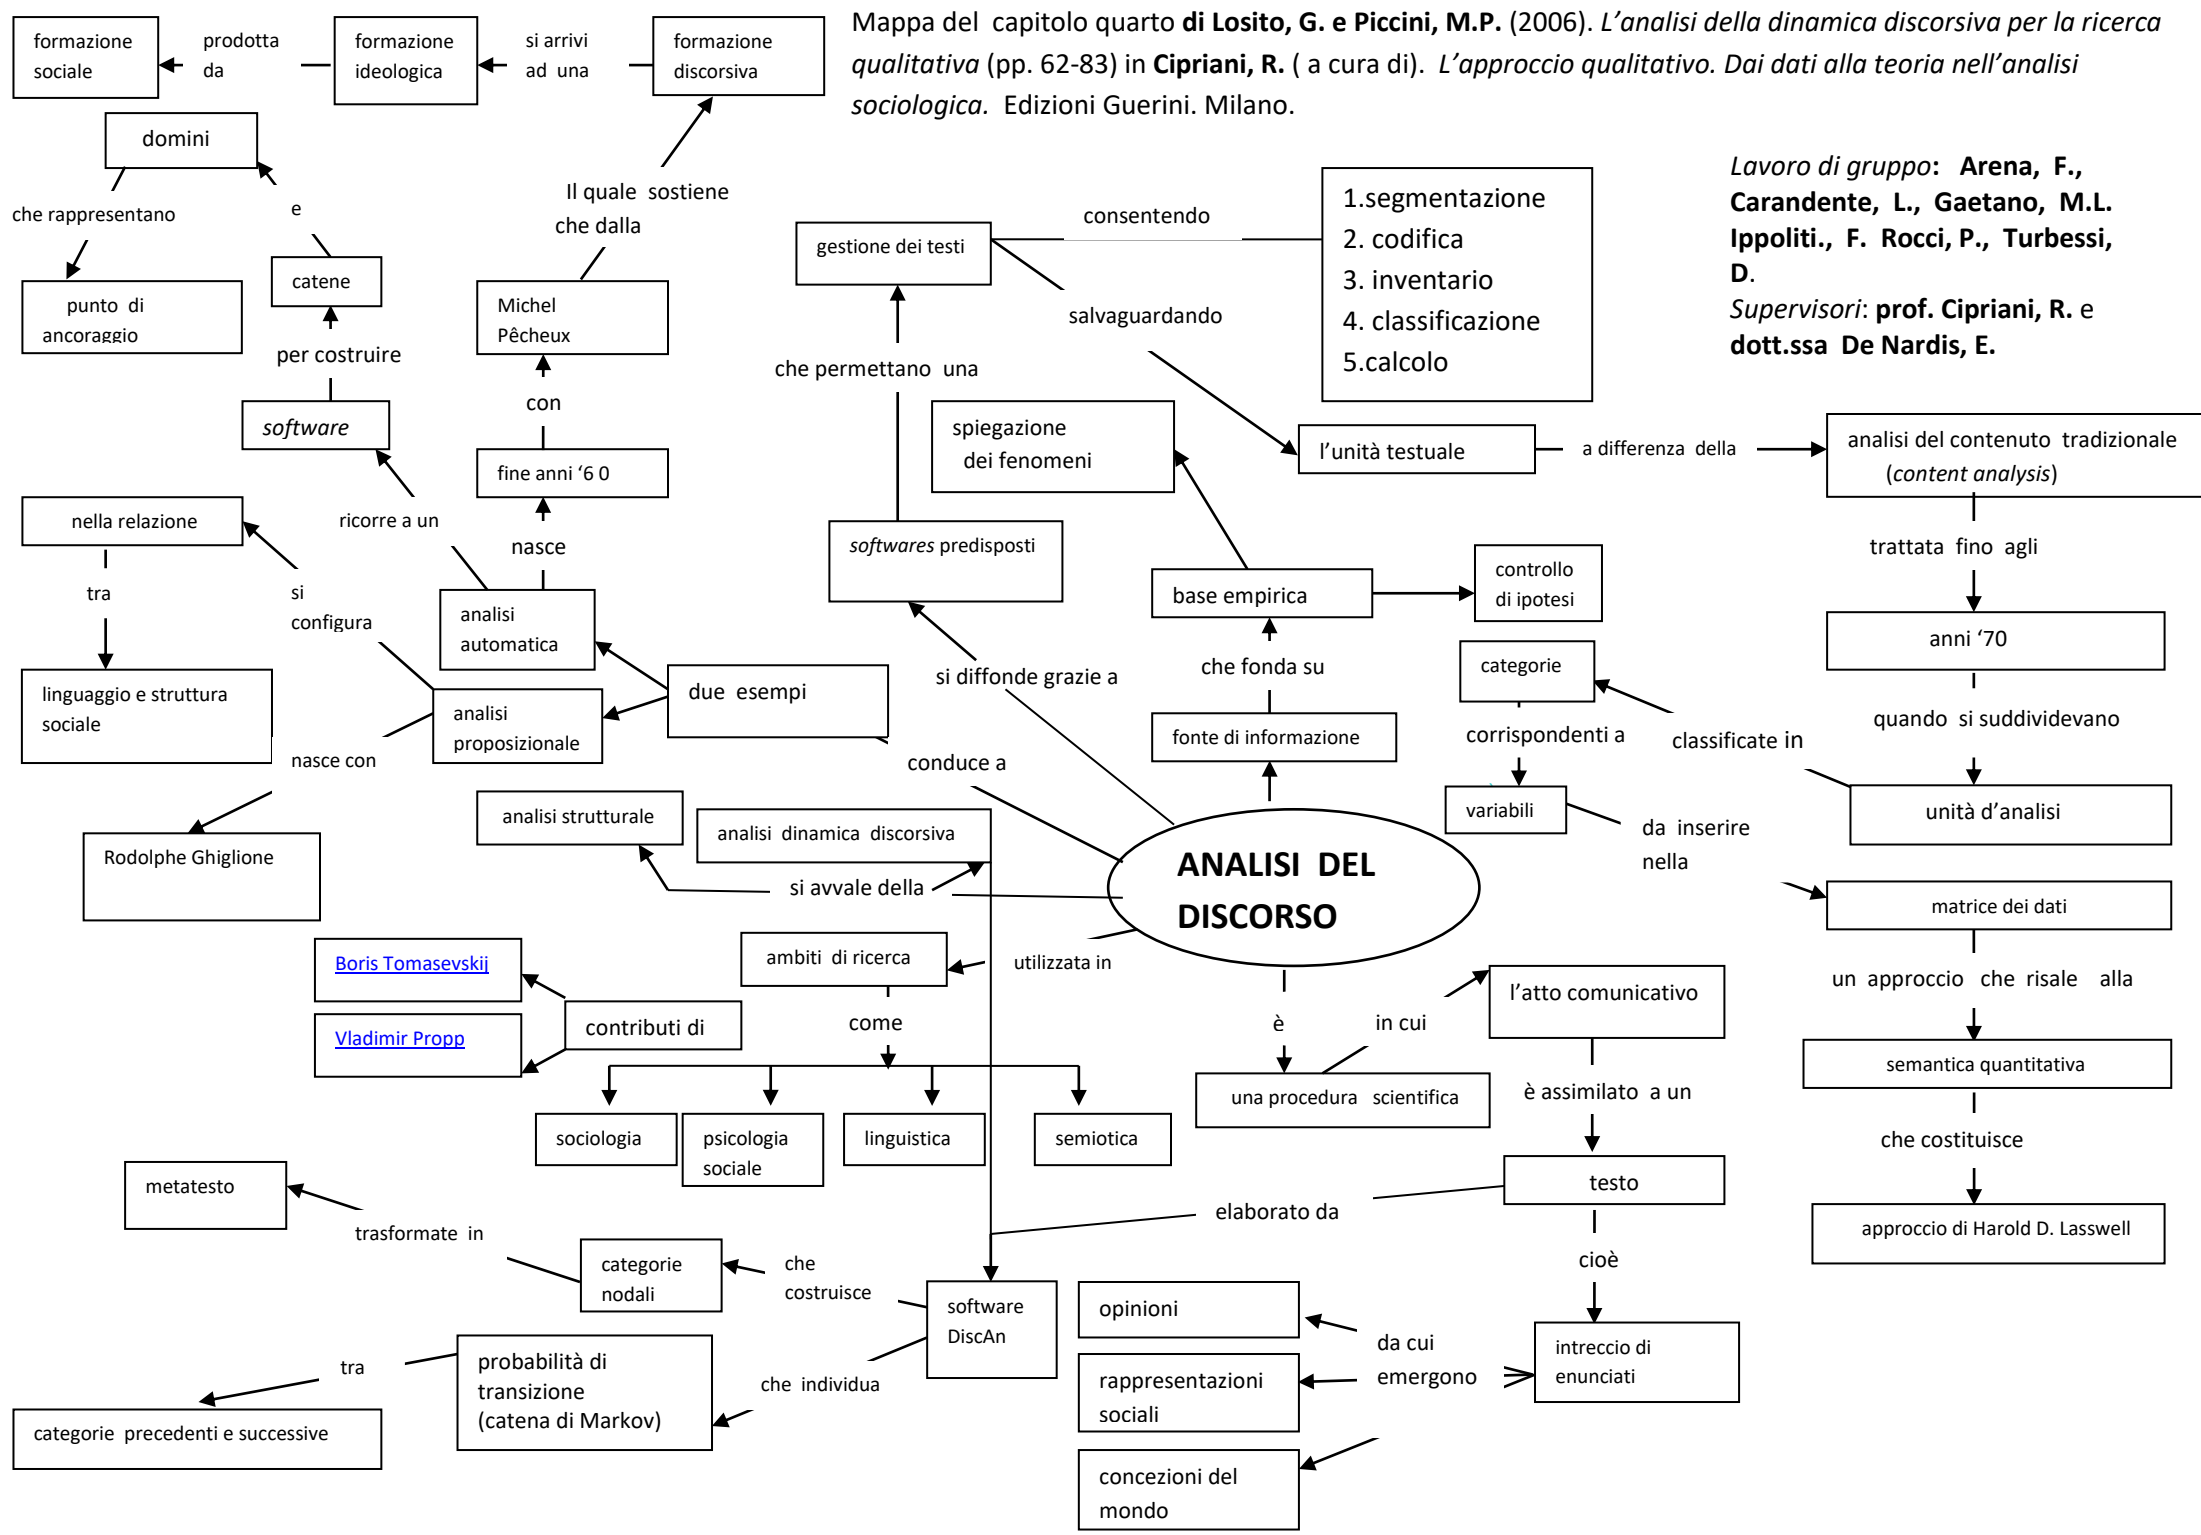 Mappa del capitolo quarto di Losito, G. e Piccini, M.P. (2006). L'analisi della dinamica discorsiva per la ricerca
qualitativa (pp. 62-83) in Cipriani, R. ( a cura di). L'approccio qualitativo. Dai dati alla teoria nell'analisi
sociologica. Edizioni Guerini. Milano.
Lavoro di gruppo: Arena, F.,
Carandente, L., Gaetano, M.L.
Ippoliti., F. Rocci, P., Turbessi,
D.
Supervisori: prof. Cipriani, R. e
dott.ssa De Nardis, E.
formazione
sociale
prodotta
da
formazione
ideologica
si arrivi
ad una
formazione
discorsiva
domini
che rappresentano
e
punto di
ancoraggio
catene
per costruire
software
Il quale sostiene
che dalla
Michel
Pêcheux
con
fine anni ‘6 0
nasce
ricorre a un
nella relazione
tra
si
configura
linguaggio e struttura
sociale
analisi
automatica
analisi
proposizionale
due esempi
nasce con
Rodolphe Ghiglione
gestione dei testi
consentendo
1.segmentazione
2. codifica
3. inventario
4. classificazione
5.calcolo
salvaguardando
che permettano una
spiegazione
dei fenomeni
l'unità testuale
a differenza della
analisi del contenuto tradizionale
(content analysis)
softwares predisposti
base empirica
controllo
di ipotesi
trattata fino agli
anni ‘70
si diffonde grazie a
che fonda su
categorie
fonte di informazione
corrispondenti a
classificate in
quando si suddividevano
conduce a
variabili
da inserire
nella
unità d'analisi
analisi strutturale
analisi dinamica discorsiva
si avvale della
ANALISI DEL
DISCORSO
matrice dei dati
Boris Tomasevskij
Vladimir Propp
contributi di
ambiti di ricerca
utilizzata in
come
è
in cui
l'atto comunicativo
un approccio che risale alla
una procedura scientifica
è assimilato a un
semantica quantitativa
sociologia
psicologia
sociale
linguistica
semiotica
che costituisce
metatesto
trasformate in
testo
elaborato da
approccio di Harold D. Lasswell
categorie
nodali
che
costruisce
cioè
software
DiscAn
opinioni
da cui
emergono
intreccio di
enunciati
tra
probabilità di
transizione
(catena di Markov)
che individua
rappresentazioni
sociali
categorie precedenti e successive
concezioni del
mondo